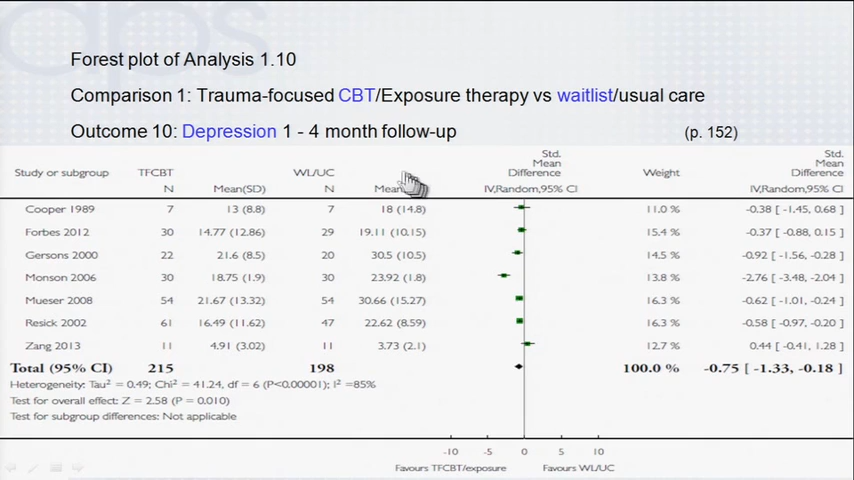 Forest plot of Analysis 1.10
Comparison 1: Trauma-focused CBT/Exposure therapy vs waitlist/usual care
Outcome 10: Depression 1 - 4 month follow-up (p. 152)
Study or subgroup TFCBT WL/UC Std. Mean Difference Weight Std. Mean Difference
N Mean(SD) N IV,Random,95% CI IV,Random,95% CI
Cooper 1989 7 13 (8.8) 7 18 (14.8) 11.0 % -0.38 [ -1.45, 0.68 ]
Forbes 2012 30 14.77 (12.86) 29 19.11 (10.15) 15.4 % -0.37 [ -0.88, 0.15 ]
Gersons 2000 22 21.6 (8.5) 20 30.5 (10.5) 14.5 % -0.92 [ -1.56, -0.28 ]
Monson 2006 30 18.75 (1.9) 30 23.92 (1.8) 13.8 % -2.76 [ -3.48, -2.04 ]
Mueser 2008 54 21.67 (13.32) 54 30.66 (15.27) 16.3 % -0.62 [ -1.01, -0.24 ]
Resick 2002 61 16.49 (11.62) 47 22.62 (8.59) 16.3 % -0.58 [ -0.97, -0.20 ]
Zang 2013 11 4.91 (3.02) 11 3.73 (2.1) 12.7 % 0.44 [ -0.41, 1.28 ]
Total (95% CI) 215 198 100.0 % -0.75 [ -1.33, -0.18 ]
Heterogeneity: Tau² = 0.49; Chi² = 41.24, df = 6 (P<0.00001); I² =85%
Test for overall effect: Z = 2.58 (P = 0.010)
Test for subgroup differences: Not applicable
-10 -5 0 5 10
Favours TFCBT/exposure Favours WL/UC